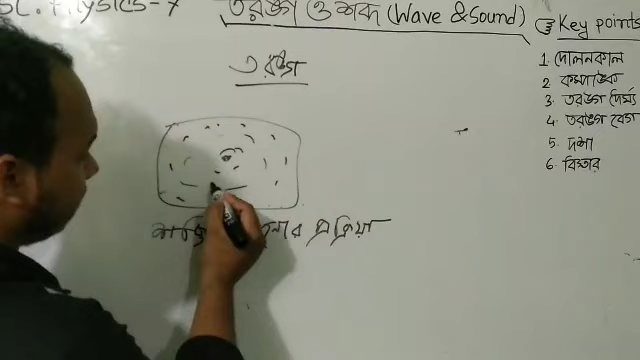 SC. Physics-7 তরঙ্গ ও শব্দ (Wave & Sound)
Key points
1. দোলনকাল
2. কম্পাঙ্ক
3. তরঙ্গ দৈর্ঘ্য
4. তরঙ্গ বেগ
5. দশা
6. বিস্তার
তরঙ্গ
প্রক্রিয়া